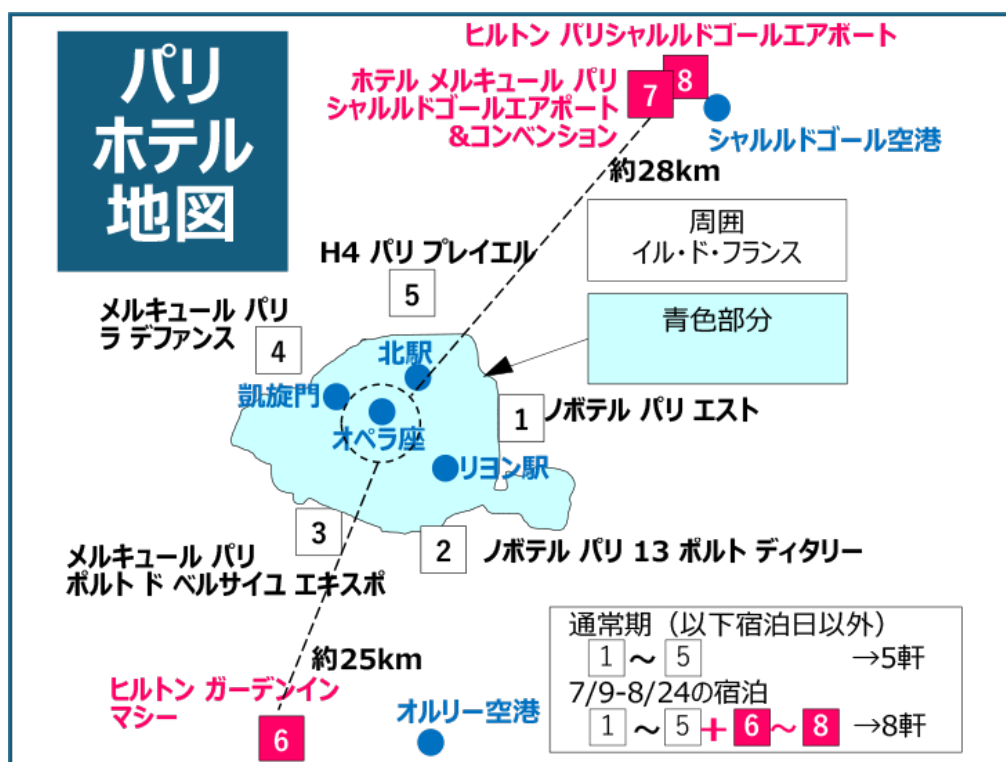 パリ
ホテル
地図
ヒルトン パリシャルルドゴールエアポート
ホテル メルキュール パリ
シャルルドゴールエアポート
&コンベンション
7
8
シャルルドゴール空港
約28km
周囲
イル・ド・フランス
H4 パリ プレイエル
5
青色部分
メルキュール パリ
ラ デファンス
4
北駅
凱旋門
オペラ座
1
ノボテル パリ エスト
リヨン駅
3
メルキュール パリ
ポルト ド ベルサイユ エキスポ
2
ノボテル パリ 13 ポルト ディタリー
約25km
ヒルトン ガーデンイン
マシー
6
オルリー空港
通常期（以下宿泊日以外）
1 ～ 5 →5軒
7/9-8/24の宿泊
1 ～ 5 + 6 ～ 8 →8軒